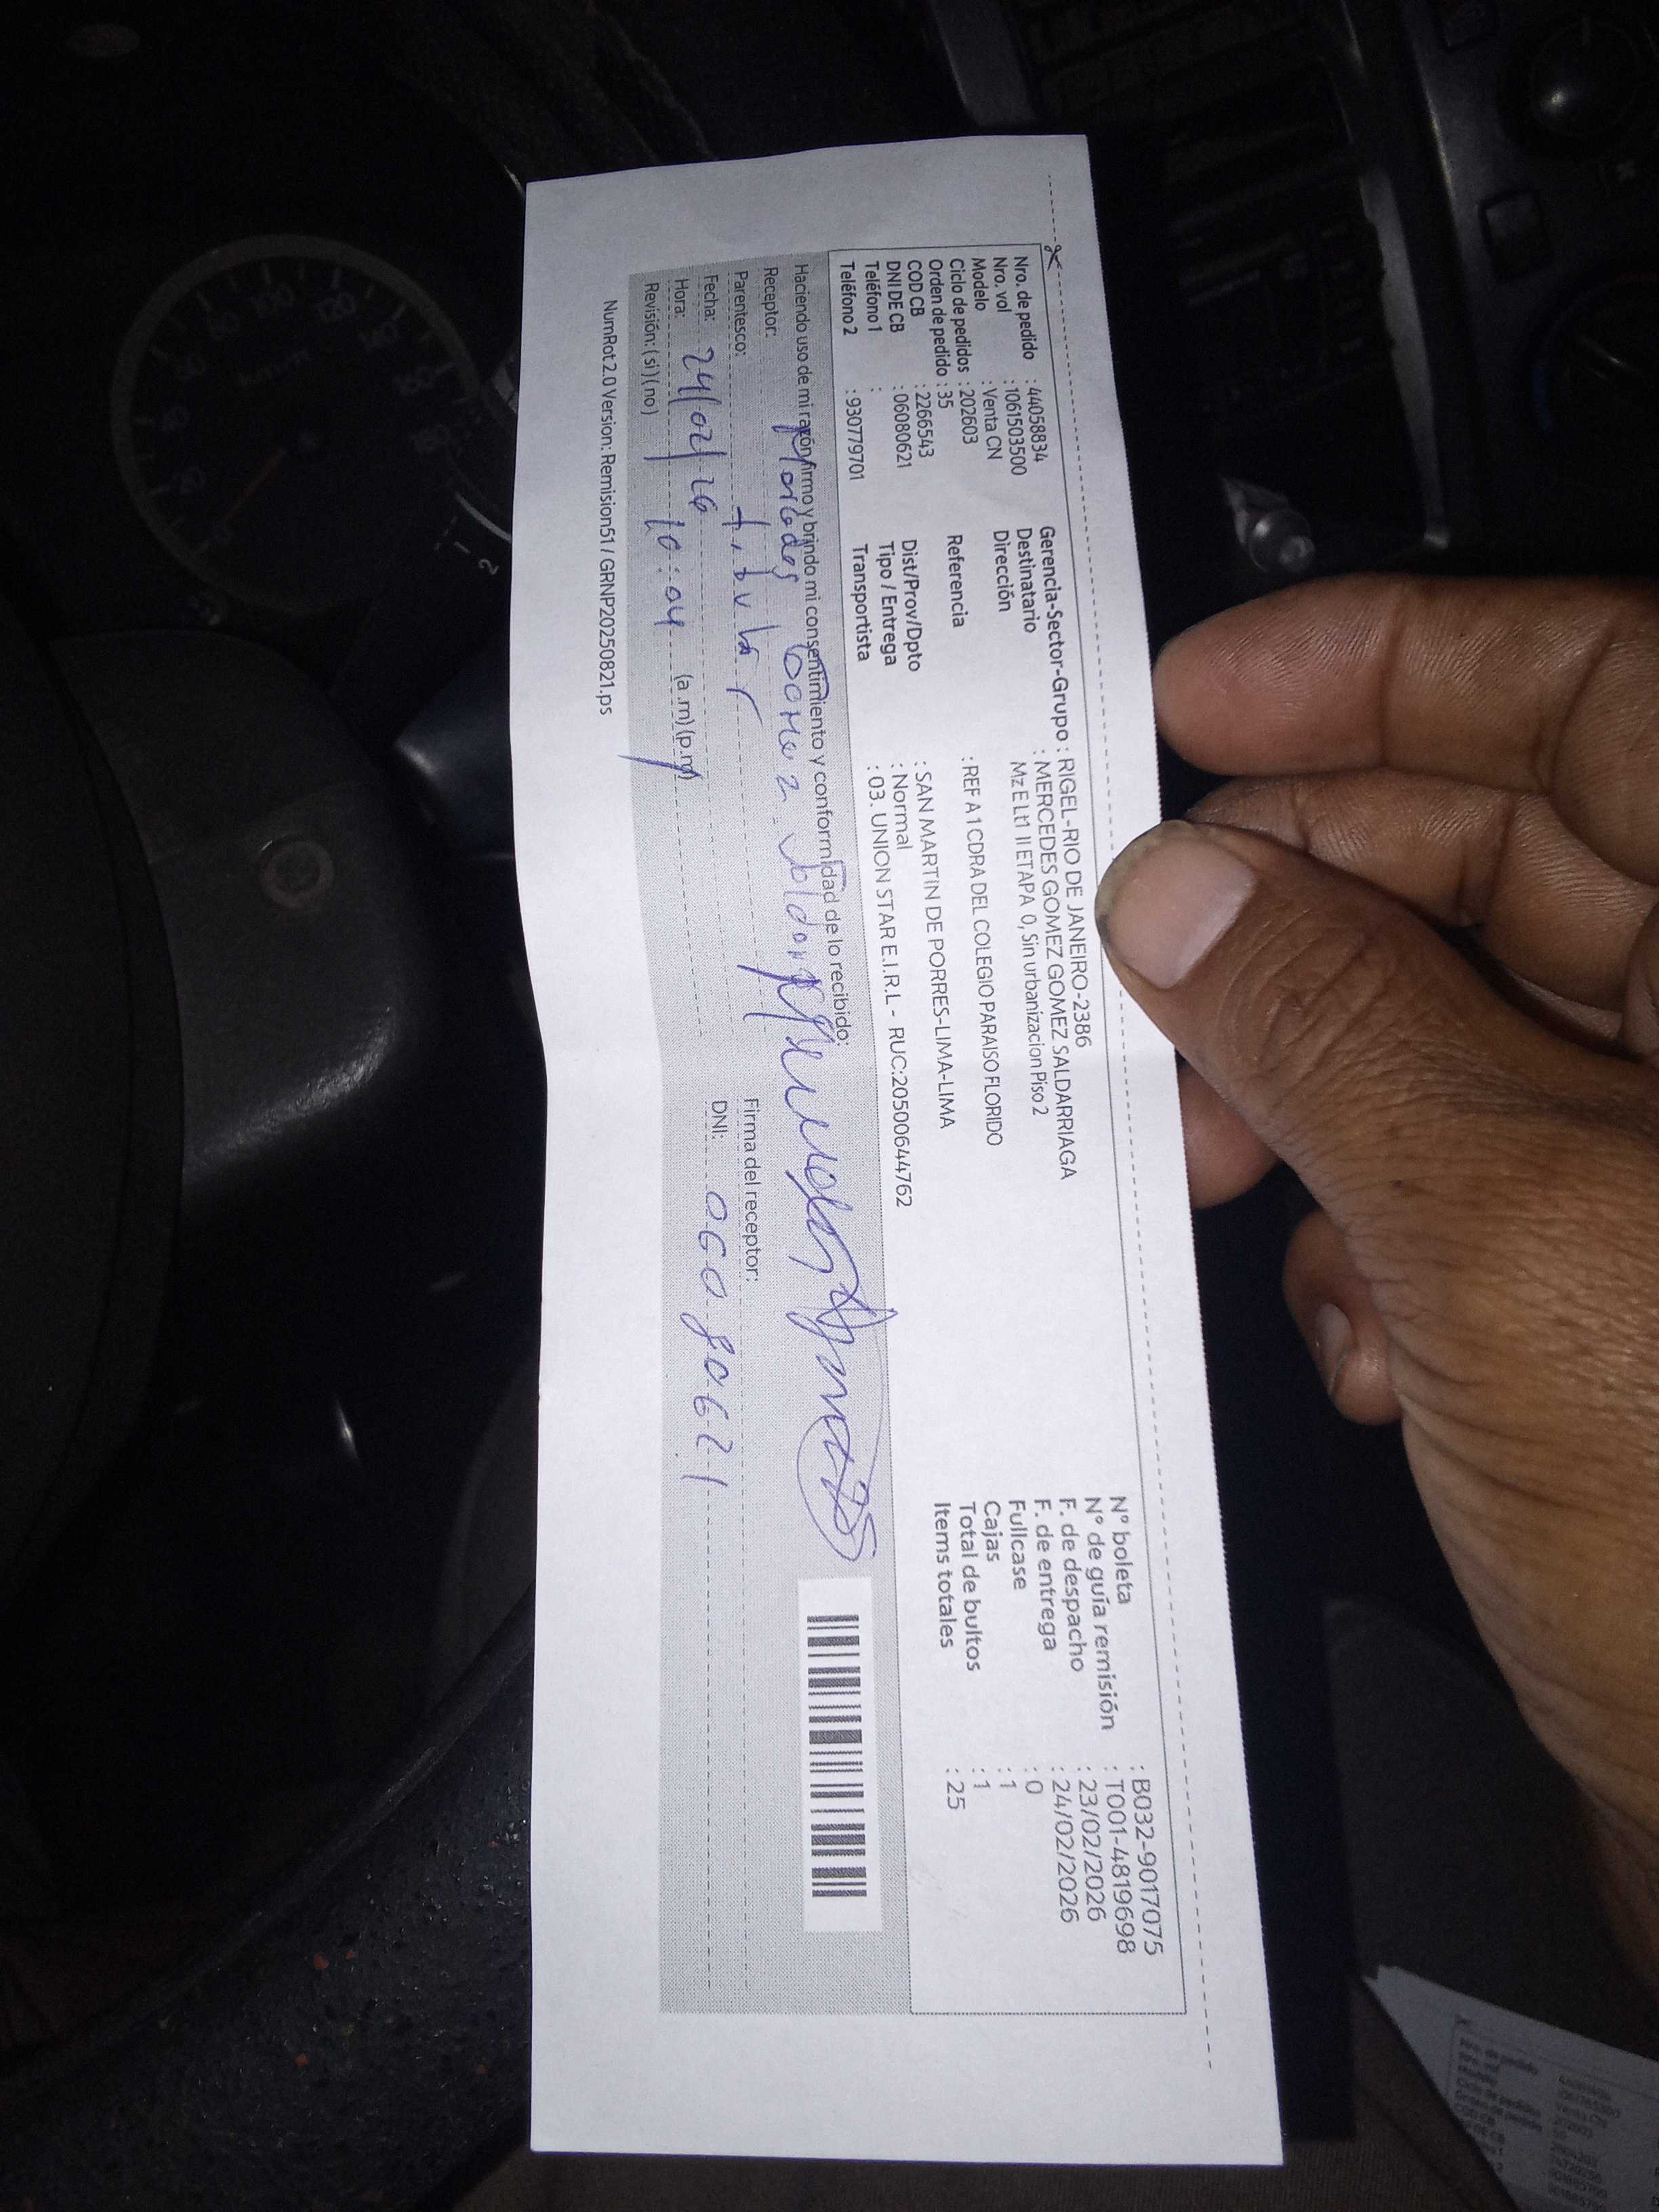 Nro. de pedido : 44058834
Nro. vol : 1061503500
Modelo : Venta CN
Ciclo de pedidos : 202603
Orden de pedido : 35
COD CB : 2266543
DNI DE CB : 06080621
Teléfono 1 :
Teléfono 2 : 930779701
Gerencia-Sector-Grupo : RIGEL-RIO DE JANEIRO-2386
Destinatario : MERCEDES GOMEZ GOMEZ SALDARRIAGA
Dirección : Mz E Lt1 II ETAPA 0, Sin urbanizacion Piso 2
Referencia : REF A 1 CDRA DEL COLEGIO PARAISO FLORIDO
Dist/Prov/Dpto : SAN MARTIN DE PORRES-LIMA-LIMA
Tipo / Entrega : Normal
Transportista : 03. UNION STAR E.I.R.L - RUC:20500644762
N° boleta : B032-9017075
N° de guía remisión : T001-4819698
F. de despacho : 23/02/2026
F. de entrega : 24/02/2026
Fullcase : 0
Cajas : 1
Total de bultos : 1
Items totales : 25
Haciendo uso de mi razón firmo y brindo mi consentimiento y conformidad de lo recibido:
Receptor:
Parentesco: titular
Fecha: 24/02/26
Hora: 10:04 (a.m) (p.m)
Revisión: ( si ) ( no )
Firma del receptor:
DNI: 06080621
NumRot2.0 Version: Remision51 / GRNP20250821.ps